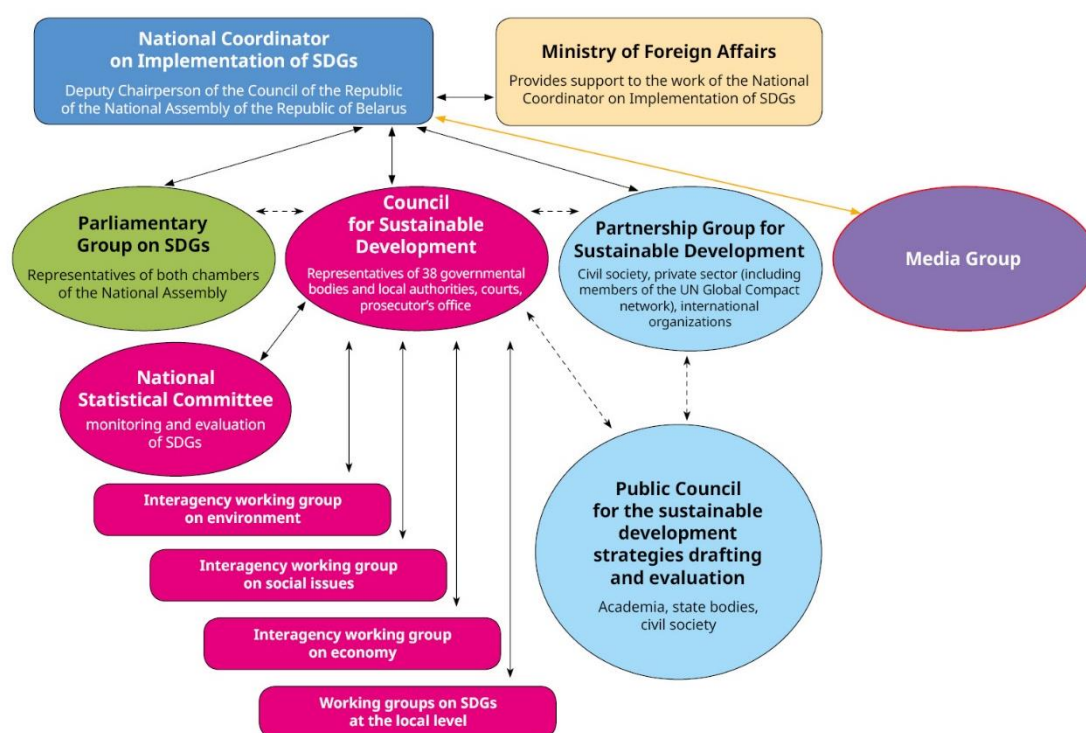 National Coordinator
on Implementation of SDGs
Deputy Chairperson of the Council of the Republic
of the National Assembly of the Republic of Belarus
Ministry of Foreign Affairs
Provides support to the work of the National
Coordinator on Implementation of SDGs
Parliamentary
Group on SDGs
Representatives of both chambers
of the National Assembly
Council
for Sustainable
Development
Representatives of 38 governmental
bodies and local authorities, courts,
prosecutor's office
Partnership Group for
Sustainable Development
Civil society, private sector (including
members of the UN Global Compact
network), international
organizations
Media Group
National
Statistical Committee
monitoring and evaluation
of SDGs
Interagency working group
on environment
Interagency working group
on social issues
Interagency working group
on economy
Working groups on SDGs
at the local level
Public Council
for the sustainable
development
strategies drafting
and evaluation
Academia, state bodies,
civil society